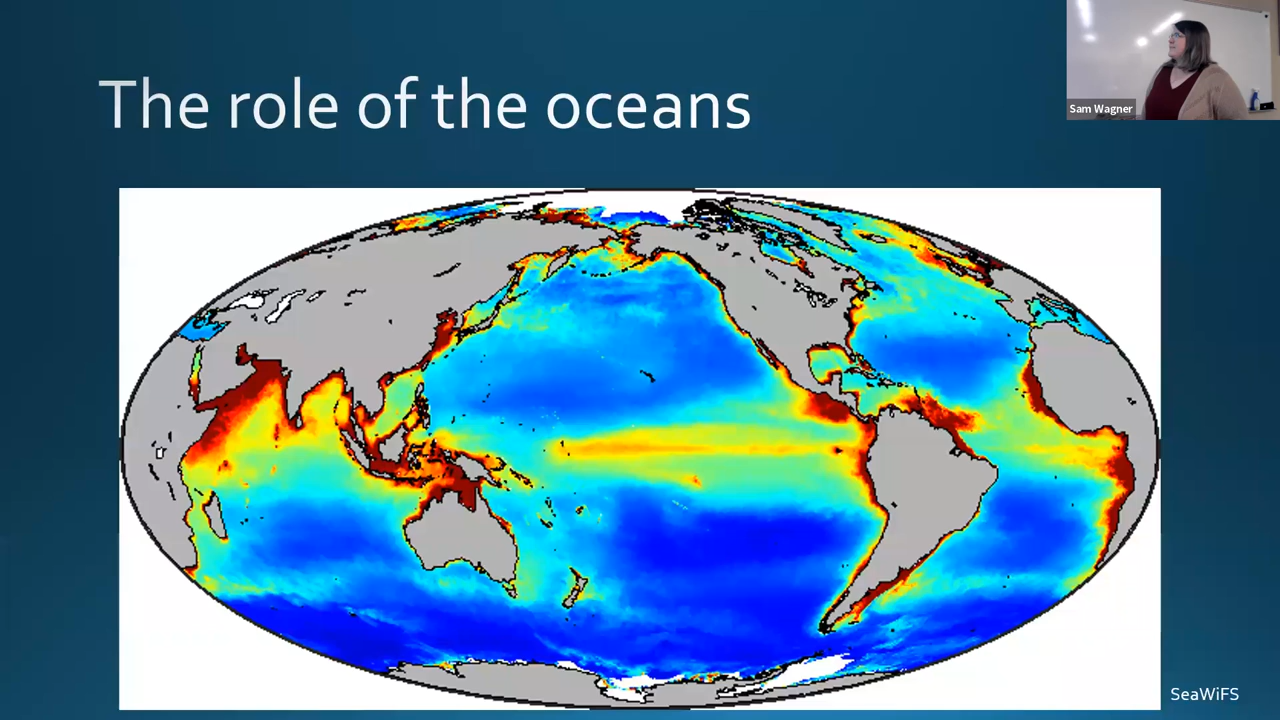 The role of the oceans
Sam Wagner
SeaWiFS